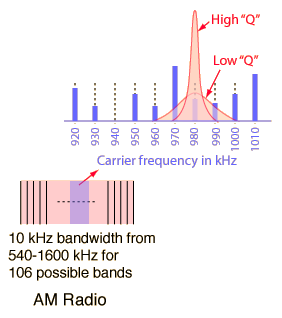 High "Q"
Low "Q"
920 930 940 950 960 970 980 990 1000 1010
Carrier frequency in kHz
10 kHz bandwidth from
540-1600 kHz for
106 possible bands
AM Radio